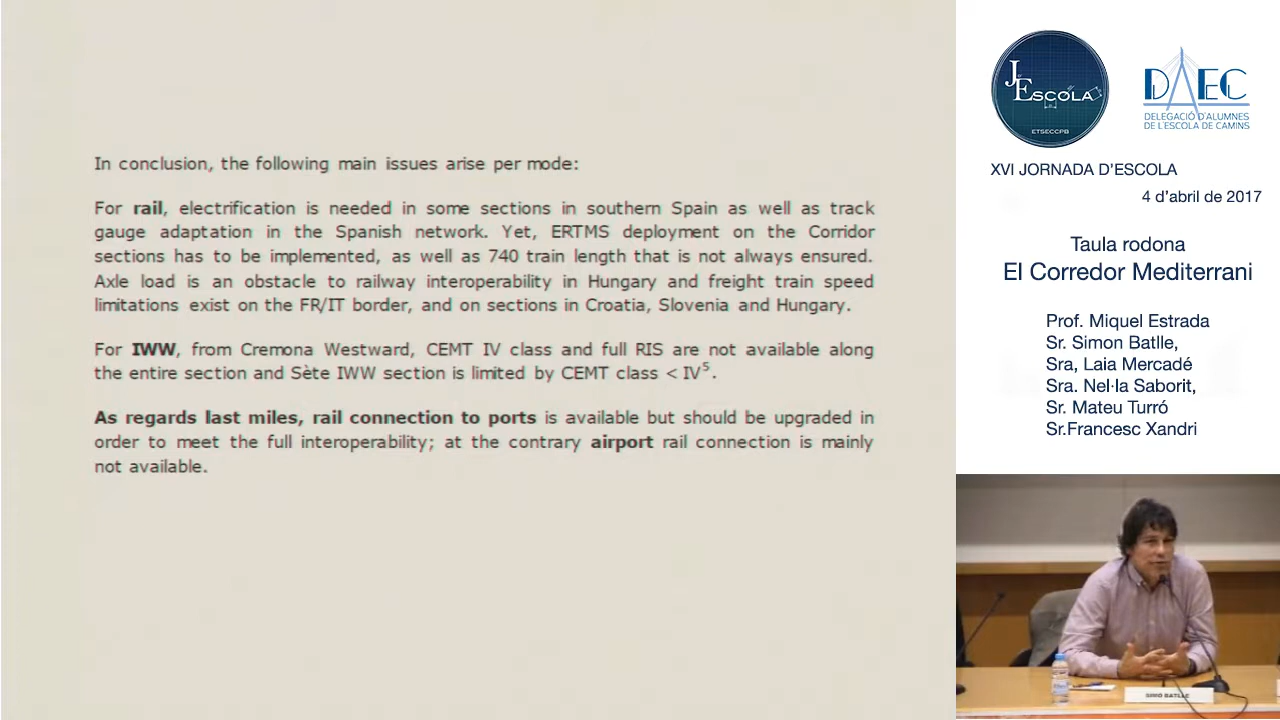 In conclusion, the following main issues arise per mode:
For rail, electrification is needed in some sections in southern Spain as well as track
gauge adaptation in the Spanish network. Yet, ERTMS deployment on the Corridor
sections has to be implemented, as well as 740 train length that is not always ensured.
Axle load is an obstacle to railway interoperability in Hungary and freight train speed
limitations exist on the FR/IT border, and on sections in Croatia, Slovenia and Hungary.
For IWW, from Cremona Westward, CEMT IV class and full RIS are not available along
the entire section and Sète IWW section is limited by CEMT class < IV⁵.
As regards last miles, rail connection to ports is available but should be upgraded in
order to meet the full interoperability; at the contrary airport rail connection is mainly
not available.
JESCOLA
ETSECCPB
DAEC
DELEGACIÓ D'ALUMNES
DE L'ESCOLA DE CAMINS
XVI JORNADA D'ESCOLA
4 d'abril de 2017
Taula rodona
El Corredor Mediterrani
Prof. Miquel Estrada
Sr. Simon Batlle,
Sra, Laia Mercadé
Sra. Nel·la Saborit,
Sr. Mateu Turró
Sr.Francesc Xandri
SIMÓ BATLLE